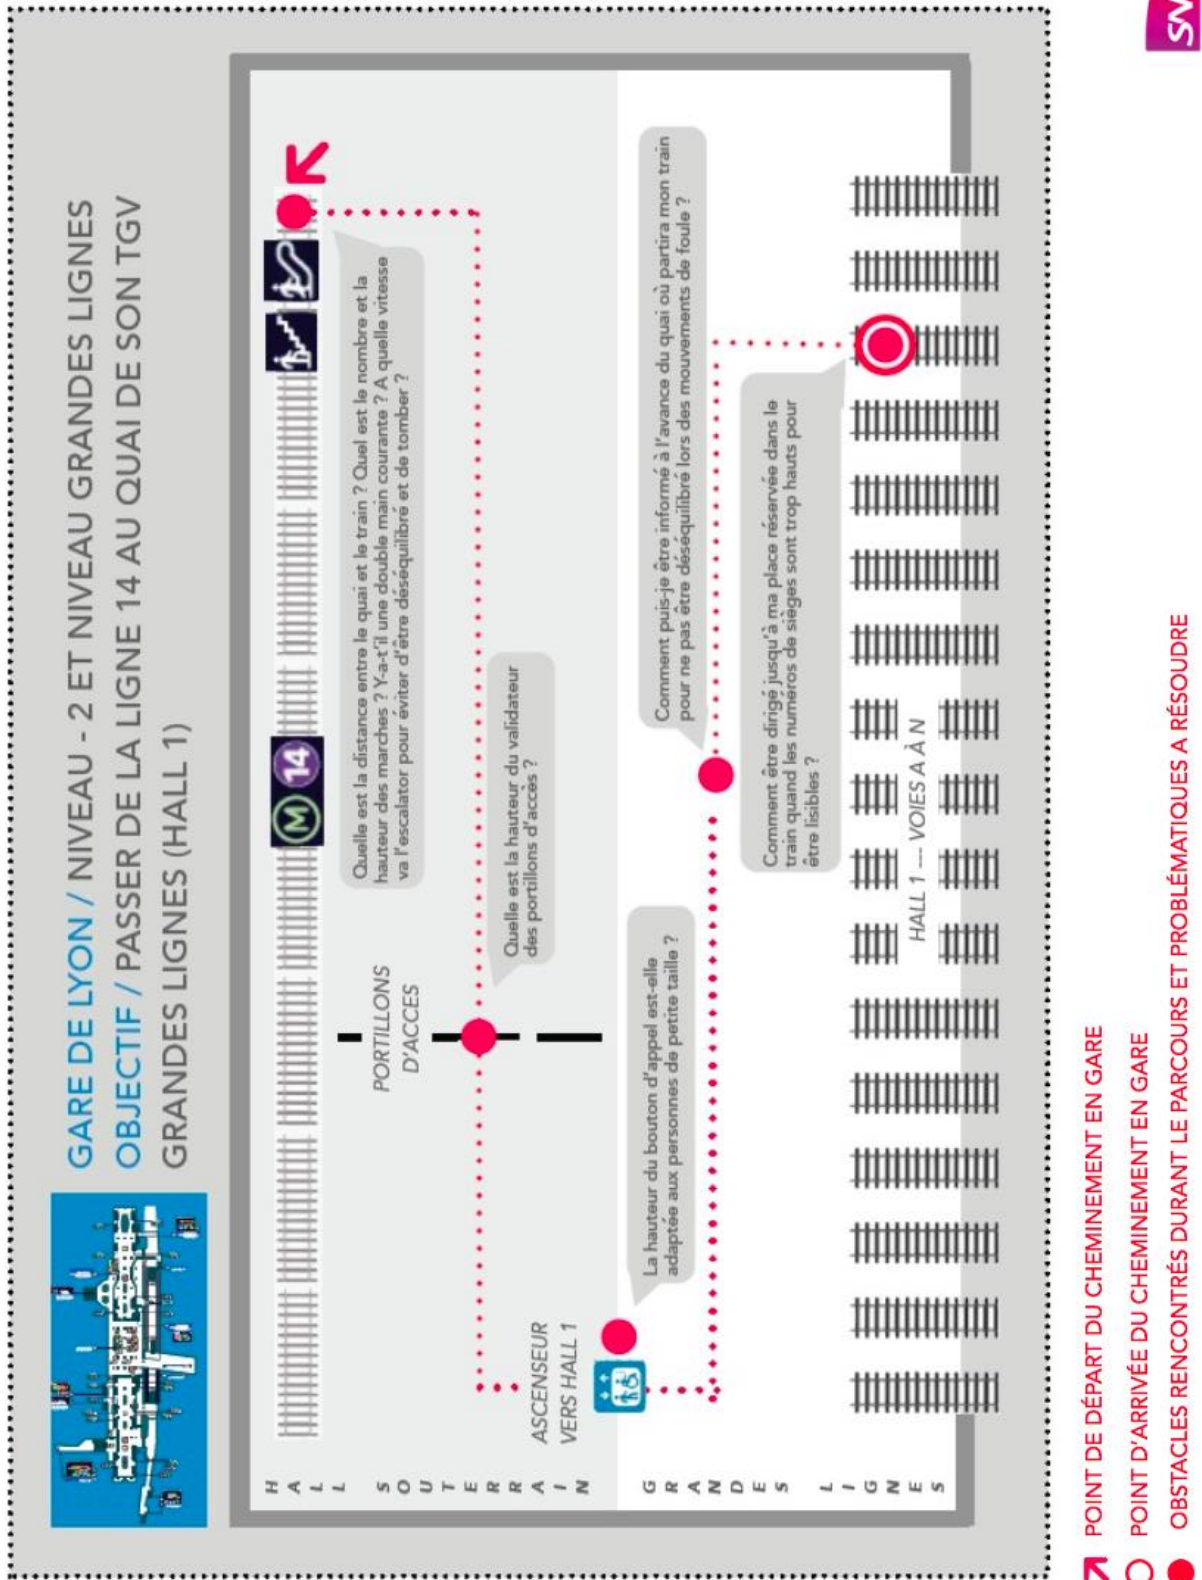 GARE DE LYON / NIVEAU - 2 ET NIVEAU GRANDES LIGNES
OBJECTIF / PASSER DE LA LIGNE 14 AU QUAI DE SON TGV
GRANDES LIGNES (HALL 1)
HALL SOUTERRAIN
M 14
Quelle est la distance entre le quai et le train ? Quel est le nombre et la
hauteur des marches ? Y-a-t'il une double main courante ? A quelle vitesse
va l'escalator pour éviter d'être déséquilibré et de tomber ?
PORTILLONS
D'ACCES
Quelle est la hauteur du validateur
des portillons d'accès ?
ASCENSEUR
VERS HALL 1
GRANDES LIGNES
La hauteur du bouton d'appel est-elle
adaptée aux personnes de petite taille ?
Comment puis-je être informé à l'avance du quai où partira mon train
pour ne pas être déséquilibré lors des mouvements de foule ?
Comment être dirigé jusqu'à ma place réservée dans le
train quand les numéros de sièges sont trop hauts pour
être lisibles ?
HALL 1 --- VOIES A À N
POINT DE DÉPART DU CHEMINEMENT EN GARE
POINT D'ARRIVÉE DU CHEMINEMENT EN GARE
OBSTACLES RENCONTRÉS DURANT LE PARCOURS ET PROBLÉMATIQUES A RÉSOUDRE
SN